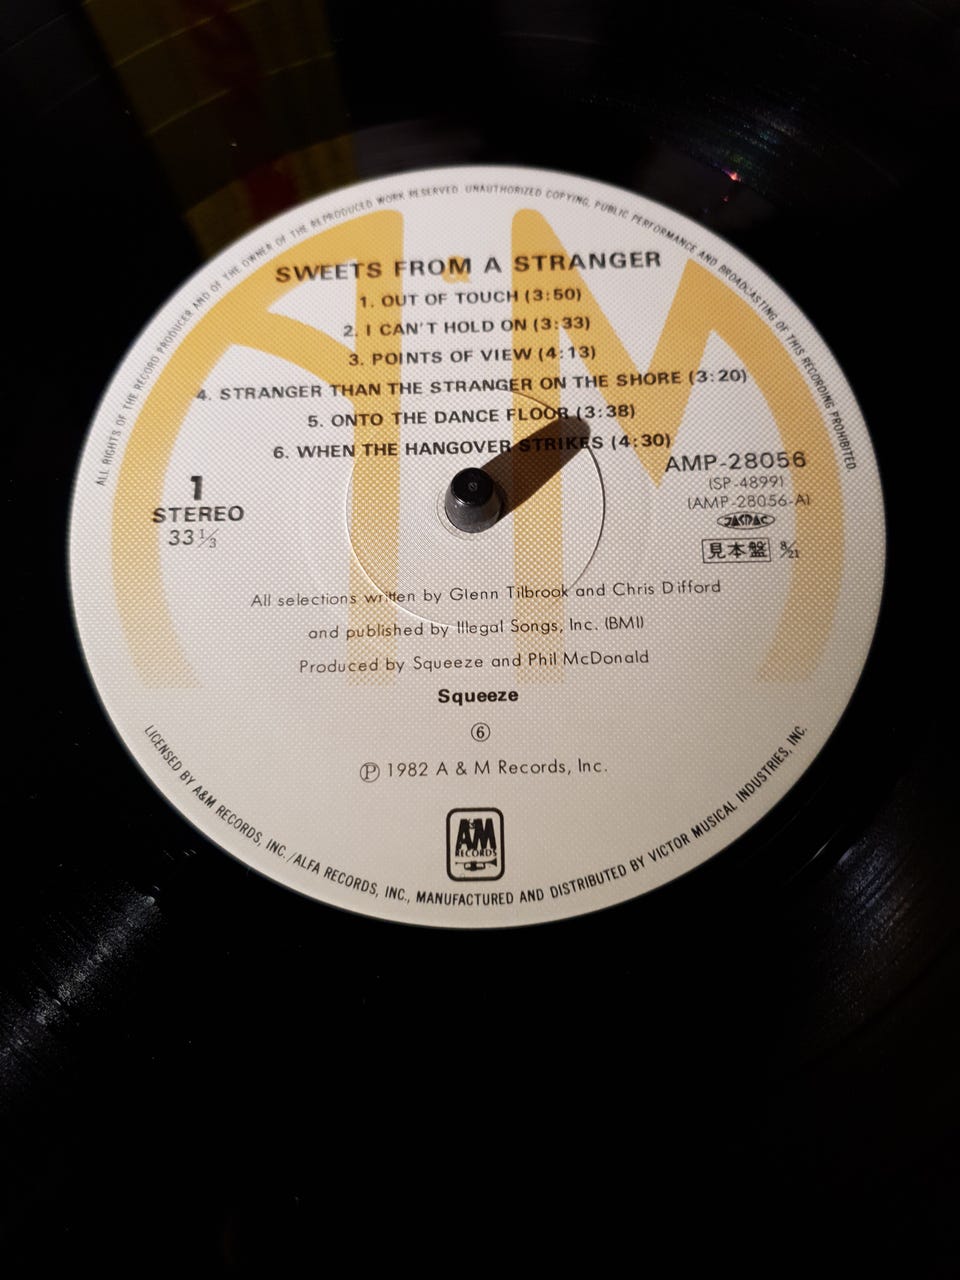 ALL RIGHTS OF THE RECORD PRODUCER AND OF THE OWNER OF THE REPRODUCED WORK RESERVED. UNAUTHORIZED COPYING, PUBLIC PERFORMANCE AND BROADCASTING OF THIS RECORDING PROHIBITED
SWEETS FROM A STRANGER
1. OUT OF TOUCH (3:50)
2. I CAN'T HOLD ON (3:33)
3. POINTS OF VIEW (4:13)
4. STRANGER THAN THE STRANGER ON THE SHORE (3:20)
5. ONTO THE DANCE FLOOR (3:38)
6. WHEN THE HANGOVER STRIKES (4:30)
1
STEREO
33⅓
AMP-28056
(SP-4899)
(AMP-28056-A)
JASRAC
見本盤 8/21
All selections written by Glenn Tilbrook and Chris Difford
and published by Illegal Songs, Inc. (BMI)
Produced by Squeeze and Phil McDonald
Squeeze
⑥
Ⓟ 1982 A & M Records, Inc.
A&M
RECORDS
LICENSED BY A&M RECORDS, INC./ALFA RECORDS, INC., MANUFACTURED AND DISTRIBUTED BY VICTOR MUSICAL INDUSTRIES, INC.